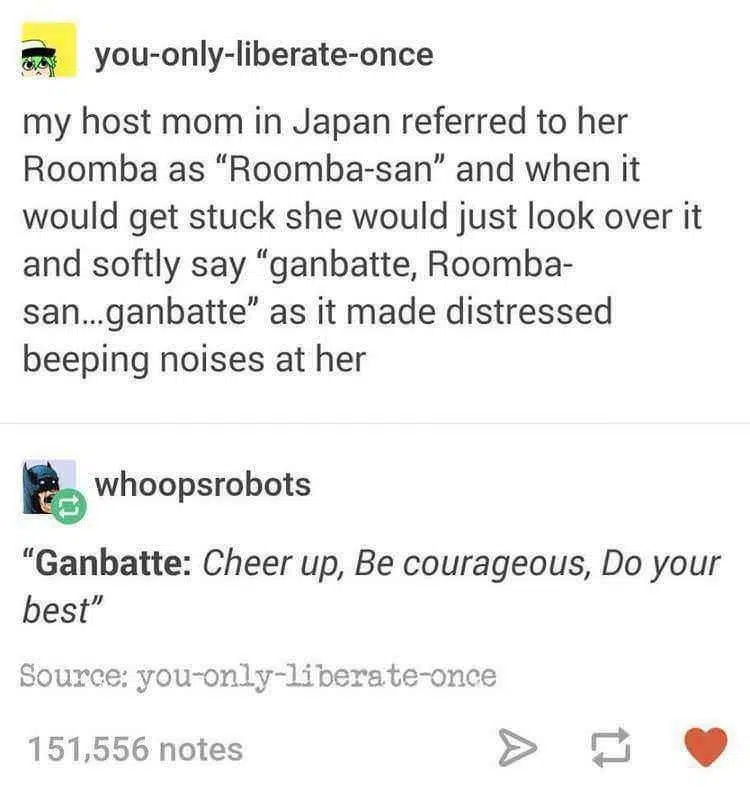 you-only-liberate-once
my host mom in Japan referred to her
Roomba as “Roomba-san” and when it
would get stuck she would just look over it
and softly say “ganbatte, Roomba-
san...ganbatte” as it made distressed
beeping noises at her
whoopsrobots
“Ganbatte: Cheer up, Be courageous, Do your
best”
Source: you-only-liberate-once
151,556 notes